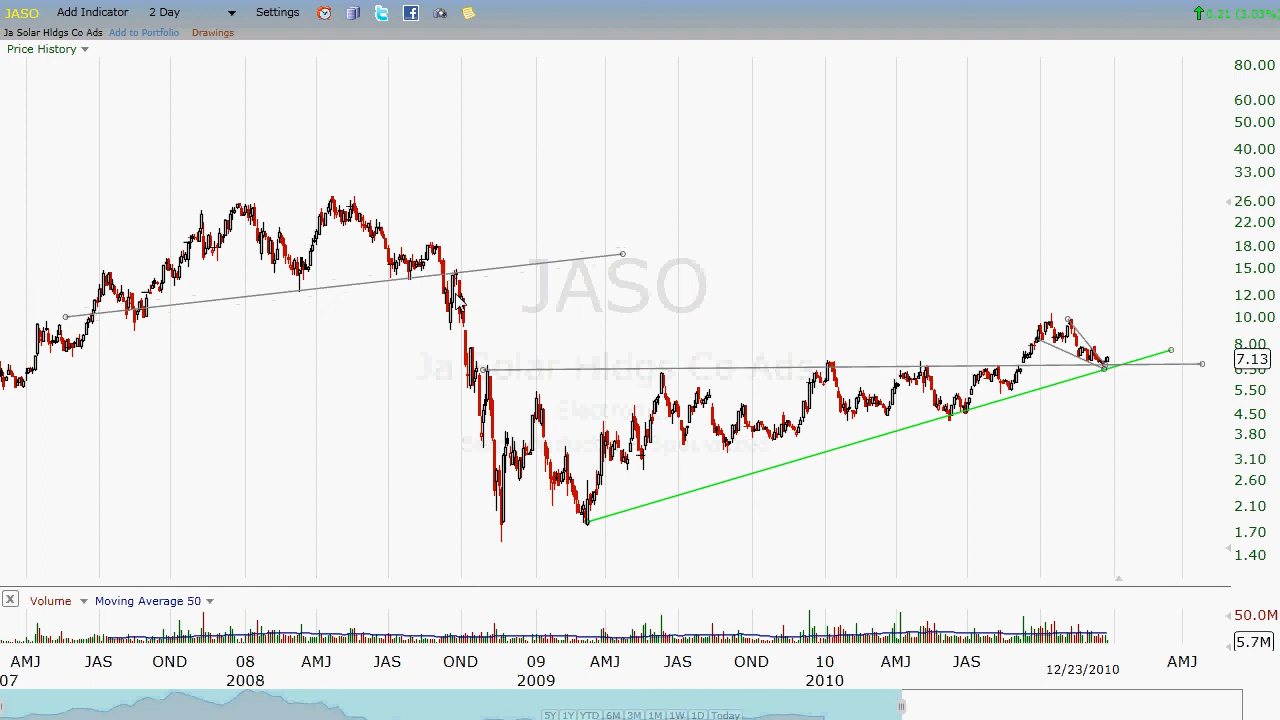 JASO Add Indicator 2 Day Settings 0.21 (3.03%
Ja Solar Hldgs Co Ads Add to Portfolio Drawings
Price History
80.00
60.00
50.00
40.00
33.00
26.00
22.00
18.00
15.00
12.00
10.00
8.00
7.13
5.50
4.50
3.80
3.10
2.60
2.10
1.70
1.40
JASO
Ja Solar Hldgs Co Ads
X Volume Moving Average 50
50.0M
5.7M
AMJ JAS OND 08 AMJ JAS OND 09 AMJ JAS OND 10 AMJ JAS 12/23/2010 AMJ
07 2008 2009 2010
5Y 1Y YTD 6M 3M 1M 1W 1D Today